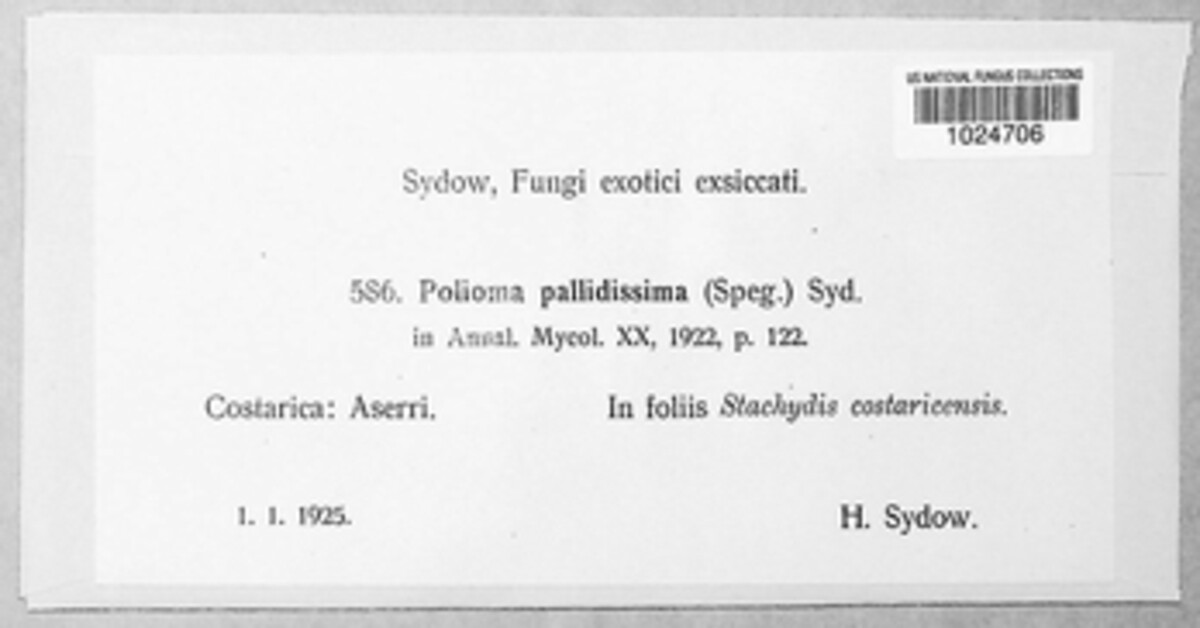 US NATIONAL FUNGUS COLLECTIONS
1024706
Sydow, Fungi exotici exsiccati.
586. Polioma pallidissima (Speg.) Syd.
in Annal. Mycol. XX, 1922, p. 122.
Costarica: Aserri.
In foliis Stachydis costaricensis.
1. 1. 1925.
H. Sydow.